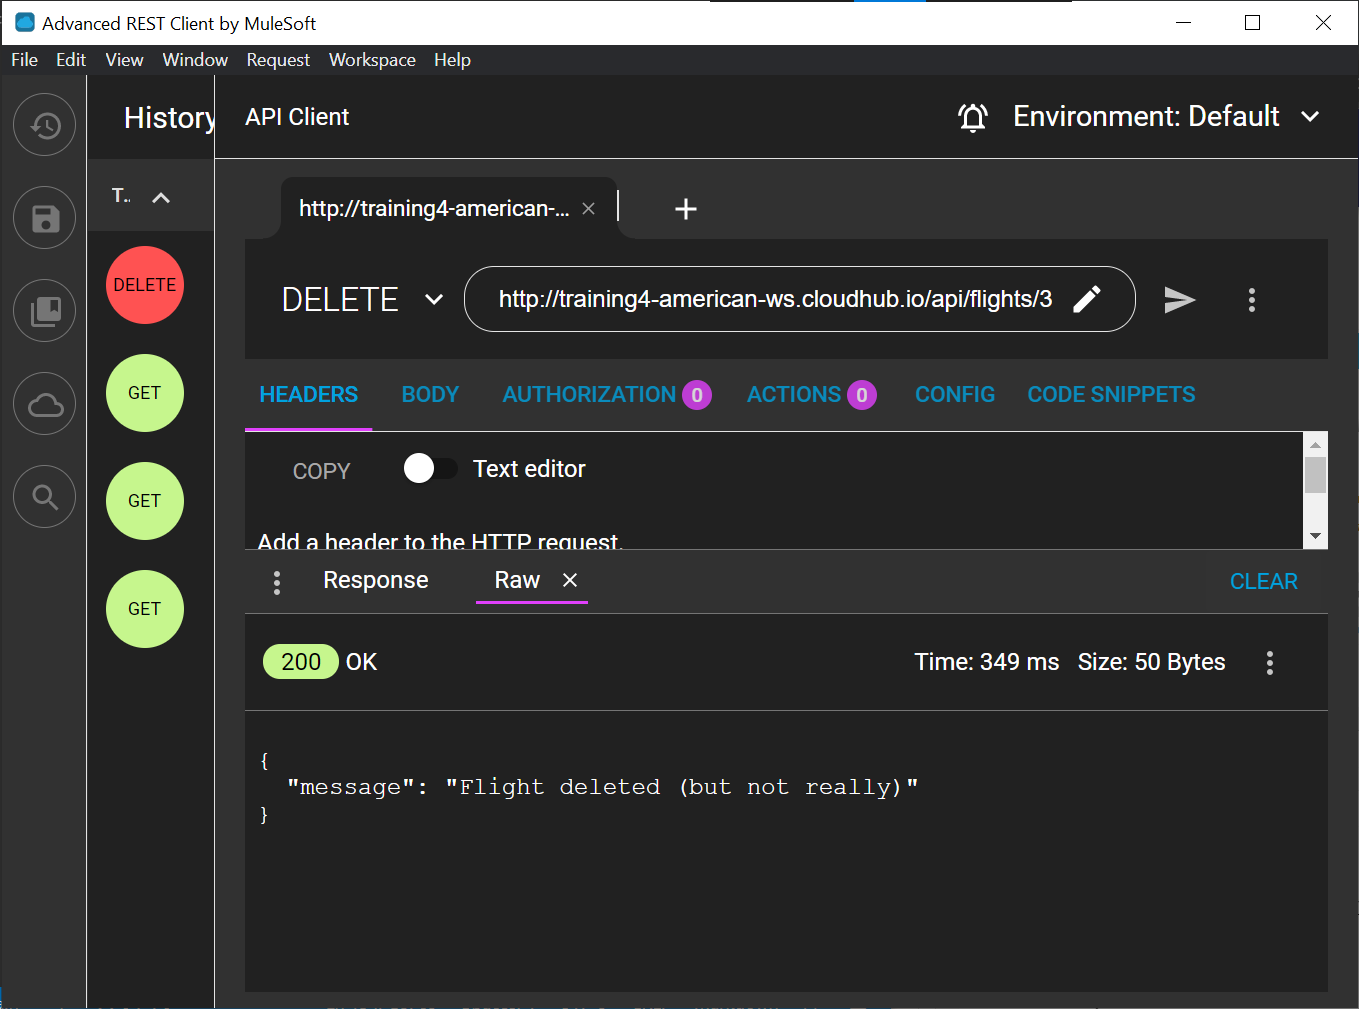 Advanced REST Client by MuleSoft
File Edit View Window Request Workspace Help
History
API Client
Environment: Default
T..
http://training4-american-...
DELETE
DELETE
http://training4-american-ws.cloudhub.io/api/flights/3
GET
HEADERS BODY AUTHORIZATION 0 ACTIONS 0 CONFIG CODE SNIPPETS
COPY Text editor
GET
Add a header to the HTTP request.
Response Raw CLEAR
GET
200 OK Time: 349 ms Size: 50 Bytes
{
"message": "Flight deleted (but not really)"
}